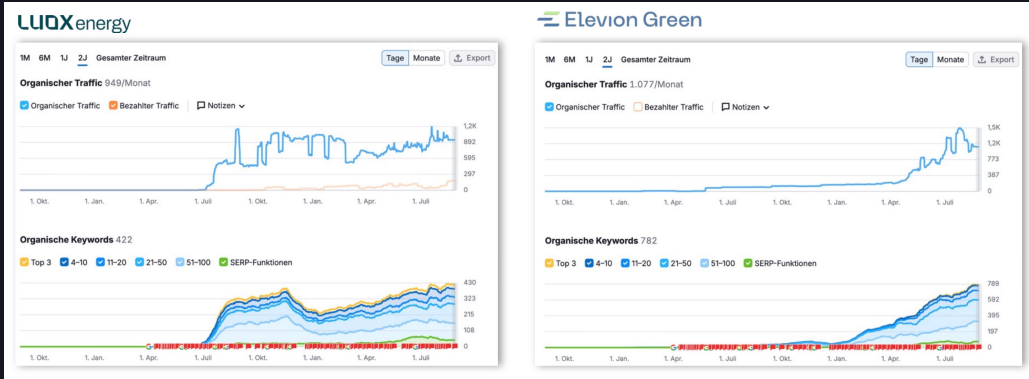 LUOX energy
1M 6M 1J 2J Gesamter Zeitraum
Tage Monate Export
Organischer Traffic 949/Monat
Organischer Traffic Bezahlter Traffic Notizen
1,2K
892
595
297
0
1. Okt. 1. Jan. 1. Apr. 1. Juli 1. Okt. 1. Jan. 1. Apr. 1. Juli
Organische Keywords 422
Top 3 4–10 11–20 21–50 51–100 SERP-Funktionen
430
323
215
108
0
1. Okt. 1. Jan. 1. Apr. 1. Juli 1. Okt. 1. Jan. 1. Apr. 1. Juli
Elevion Green
1M 6M 1J 2J Gesamter Zeitraum
Tage Monate Export
Organischer Traffic 1.077/Monat
Organischer Traffic Bezahlter Traffic Notizen
1,5K
1,2K
773
387
0
1. Okt. 1. Jan. 1. Apr. 1. Juli 1. Okt. 1. Jan. 1. Apr. 1. Juli
Organische Keywords 782
Top 3 4–10 11–20 21–50 51–100 SERP-Funktionen
789
592
395
197
0
1. Okt. 1. Jan. 1. Apr. 1. Juli 1. Okt. 1. Jan. 1. Apr. 1. Juli